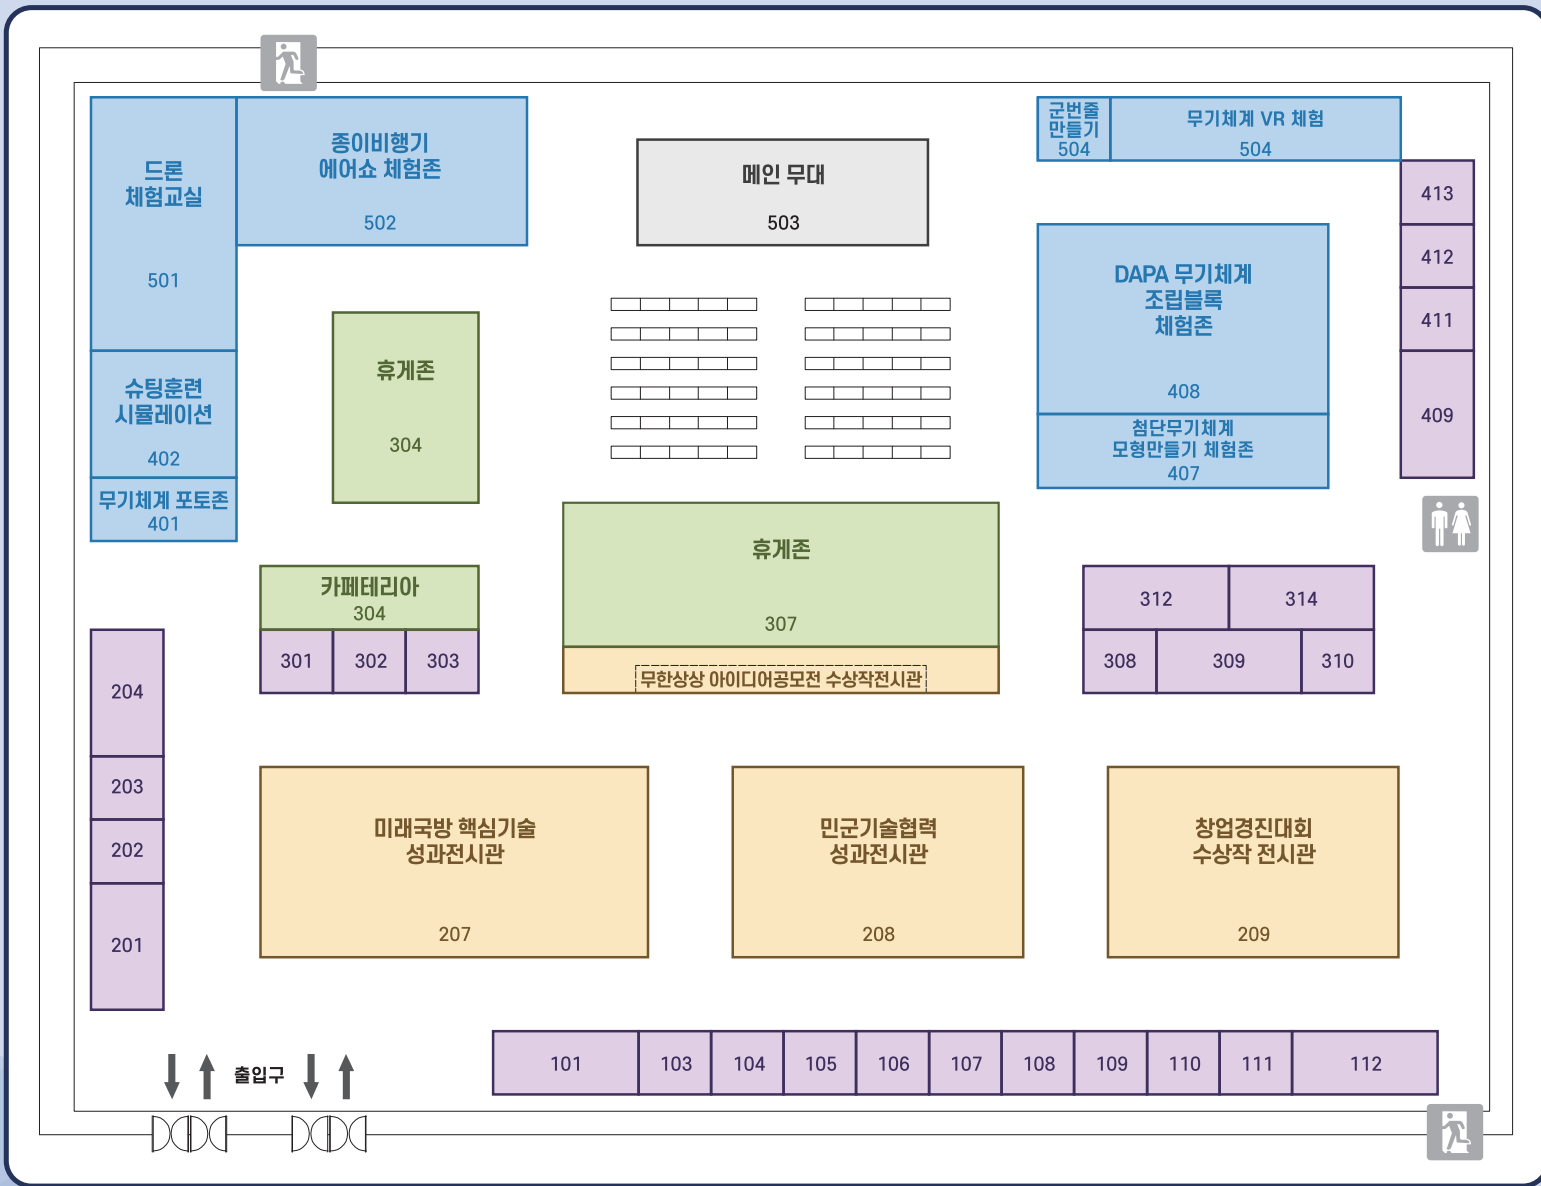 드론
체험교실
501
종이비행기
에어쇼 체험존
502
메인 무대
503
군번줄
만들기
504
무기체계 VR 체험
504
413
412
411
409
DAPA 무기체계
조립블록
체험존
408
첨단무기체계
모형만들기 체험존
407
휴게존
304
슈팅훈련
시뮬레이션
402
무기체계 포토존
401
휴게존
307
무한상상 아이디어공모전 수상작전시관
카페테리아
304
301 302 303
312 314
308 309 310
204
203
202
201
미래국방 핵심기술
성과전시관
207
민군기술협력
성과전시관
208
창업경진대회
수상작 전시관
209
출입구
101 103 104 105 106 107 108 109 110 111 112